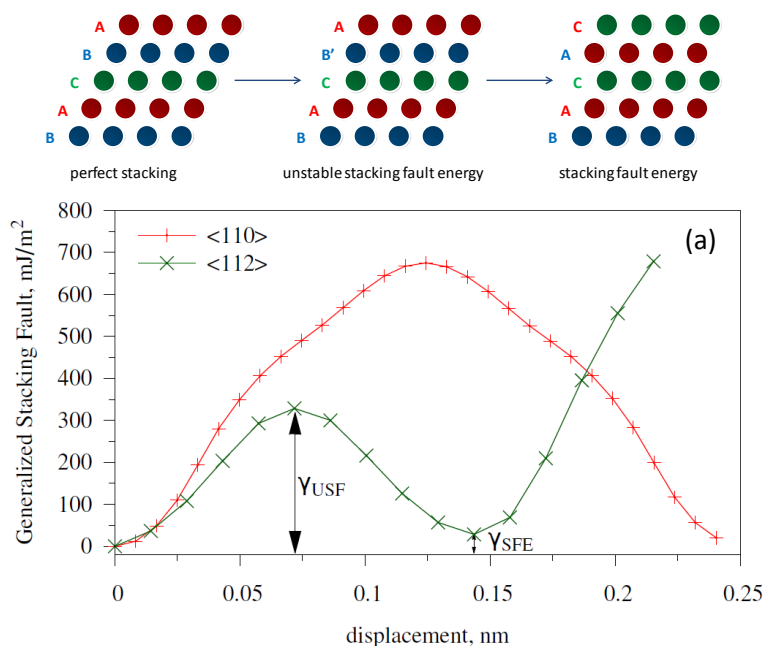 A
B
C
A
B
perfect stacking
A
B'
C
A
B
unstable stacking fault energy
C
A
C
A
B
stacking fault energy
Generalized Stacking Fault, mJ/m²
800
700
600
500
400
300
200
100
0
<110>
<112>
(a)
γUSF
γSFE
0
0.05
0.1
0.15
0.2
0.25
displacement, nm